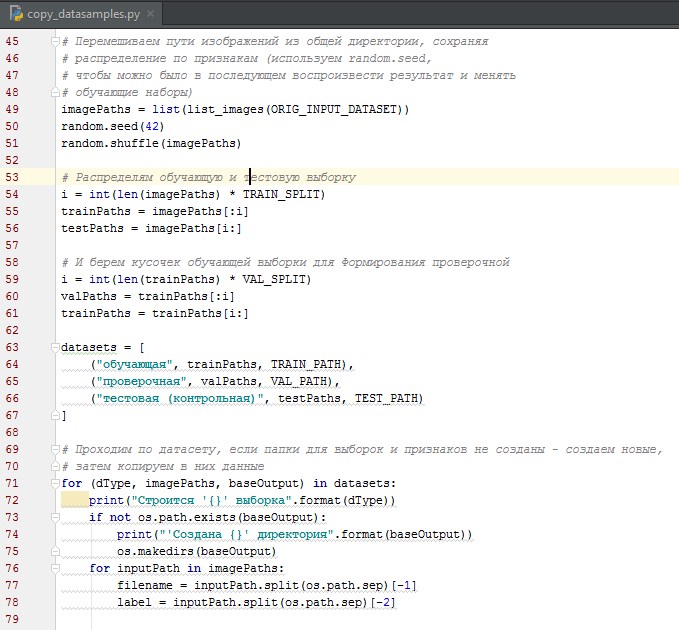 copy_datasamples.py ×
45 # Перемешиваем пути изображений из общей директории, сохраняя
46 # распределение по признакам (используем random.seed,
47 # чтобы можно было в последующем воспроизвести результат и менять
48 # обучающие наборы)
49 imagePaths = list(list_images(ORIG_INPUT_DATASET))
50 random.seed(42)
51 random.shuffle(imagePaths)
52
53 # Распределям обучающую и тестовую выборку
54 i = int(len(imagePaths) * TRAIN_SPLIT)
55 trainPaths = imagePaths[:i]
56 testPaths = imagePaths[i:]
57
58 # И берем кусочек обучающей выборки для Формирования проверочной
59 i = int(len(trainPaths) * VAL_SPLIT)
60 valPaths = trainPaths[:i]
61 trainPaths = trainPaths[i:]
62
63 datasets = [
64 ("обучающая", trainPaths, TRAIN_PATH),
65 ("проверочная", valPaths, VAL_PATH),
66 ("тестовая (контрольная)", testPaths, TEST_PATH)
67 ]
68
69 # Проходим по датасету, если папки для выборок и признаков не созданы - создаем новые,
70 # затем копируем в них данные
71 for (dType, imagePaths, baseOutput) in datasets:
72 print("Строится '{}' выборка".format(dType))
73 if not os.path.exists(baseOutput):
74 print("'Создана {}' директория".format(baseOutput))
75 os.makedirs(baseOutput)
76 for inputPath in imagePaths:
77 filename = inputPath.split(os.path.sep)[-1]
78 label = inputPath.split(os.path.sep)[-2]
79